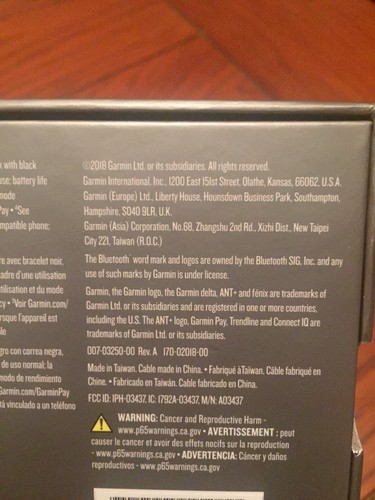 ©2018 Garmin Ltd. or its subsidiaries. All rights reserved.
Garmin International, Inc., 1200 East 151st Street, Olathe, Kansas, 66062, U.S.A.
Garmin (Europe) Ltd., Liberty House, Hounsdown Business Park, Southampton,
Hampshire, SO40 9LR, U.K.
Garmin (Asia) Corporation, No.68, Zhangshu 2nd Rd., Xizhi Dist., New Taipei
City 221, Taiwan (R.O.C.)
The Bluetooth® word mark and logos are owned by the Bluetooth SIG, Inc. and any
use of such marks by Garmin is under license.
Garmin, the Garmin logo, the Garmin delta, ANT+ and fēnix are trademarks of
Garmin Ltd. or its subsidiaries and are registered in one or more countries,
including the U.S. The ANT+ logo, Garmin Pay, Trendline and Connect IQ are
trademarks of Garmin Ltd. or its subsidiaries.
007-03250-00 Rev. A 170-02018-00
Made in Taiwan. Cable made in China. • Fabriqué à Taiwan. Câble fabriqué en
Chine. • Fabricado en Taiwán. Cable fabricado en China.
FCC ID: IPH-03437, IC: 1792A-03437, M/N: A03437
WARNING: Cancer and Reproductive Harm -
www.p65warnings.ca.gov • AVERTISSEMENT : peut
causer le cancer et avoir des effets nocifs sur la reproduction
- www.p65warnings.ca.gov • ADVERTENCIA: Cáncer y daños
reproductivos - www.p65warnings.ca.gov
k with black
use; battery life
mode
Pay • ²See
mpatible phone;
re avec bracelet noir,
cadre d'une utilisation
tilisation et du mode
cy • ²Voir Garmin.com/
rsque l'appareil est
le
gro con correa negra,
de uso normal; la
modo de rendimiento
Garmin.com/GarminPay
tá vinculado a un teléfono